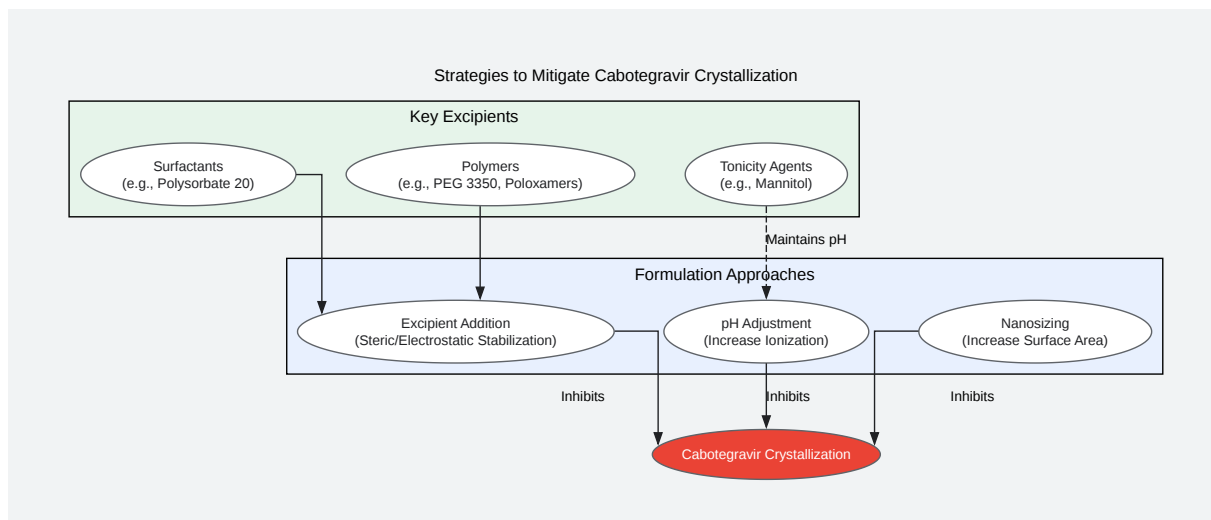 Strategies to Mitigate Cabotegravir Crystallization
Key Excipients
Surfactants
(e.g., Polysorbate 20)
Polymers
(e.g., PEG 3350, Poloxamers)
Tonicity Agents
(e.g., Mannitol)
Maintains pH
Formulation Approaches
Excipient Addition
(Steric/Electrostatic Stabilization)
pH Adjustment
(Increase Ionization)
Nanosizing
(Increase Surface Area)
Inhibits
Inhibits
Inhibits
Cabotegravir Crystallization